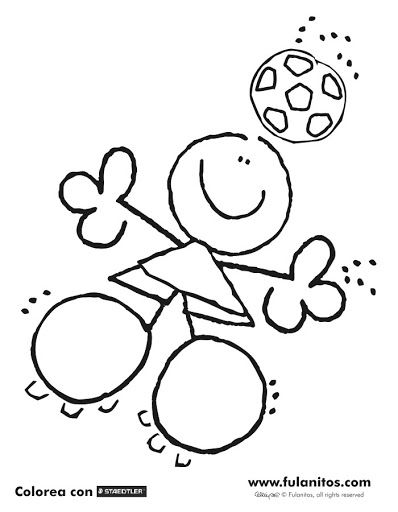 Colorea con STAEDTLER
www.fulanitos.com
© Fulanitos, all rights reserved